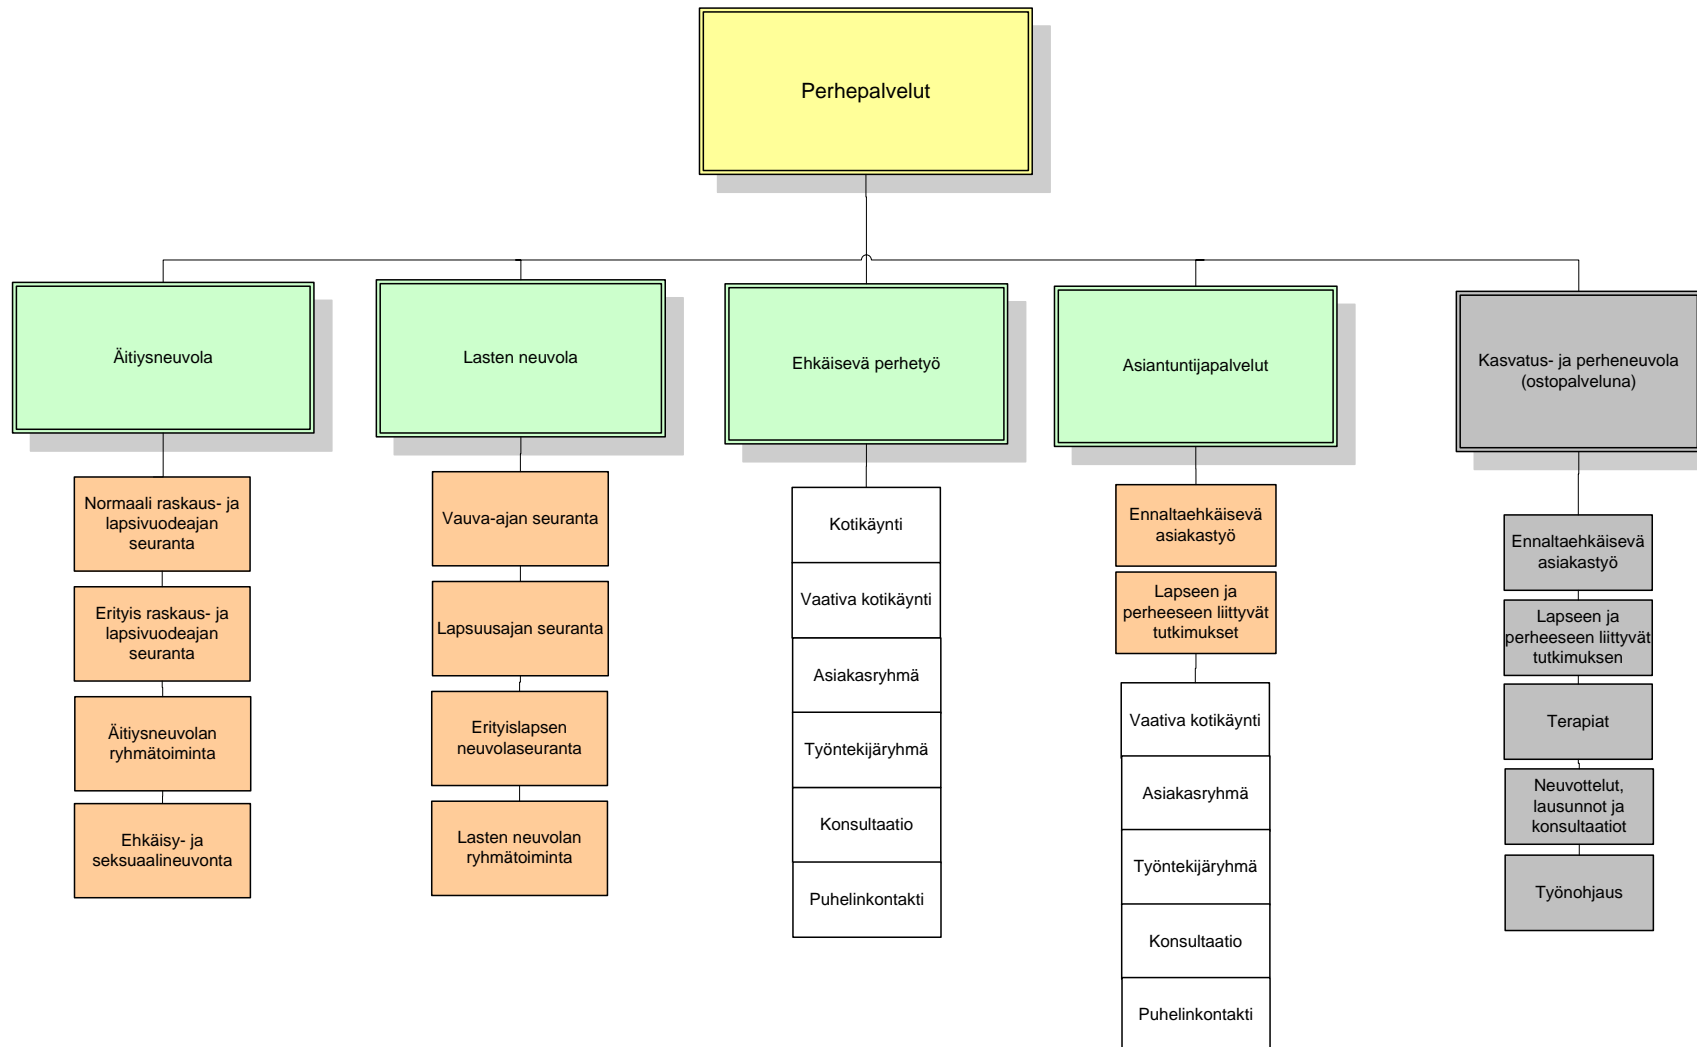 Perhepalvelut
Äitiysneuvola
Lasten neuvola
Ehkäisevä perhetyö
Asiantuntijapalvelut
Kasvatus- ja perheneuvola
(ostopalveluna)
Normaali raskaus- ja
lapsivuodeajan
seuranta
Erityis raskaus- ja
lapsivuodeajan
seuranta
Äitiysneuvolan
ryhmätoiminta
Ehkäisy- ja
seksuaalineuvonta
Vauva-ajan seuranta
Lapsuusajan seuranta
Erityislapsen
neuvolaseuranta
Lasten neuvolan
ryhmätoiminta
Kotikäynti
Vaativa kotikäynti
Asiakasryhmä
Työntekijäryhmä
Konsultaatio
Puhelinkontakti
Ennaltaehkäisevä
asiakastyö
Lapseen ja
perheeseen liittyvät
tutkimukset
Vaativa kotikäynti
Asiakasryhmä
Työntekijäryhmä
Konsultaatio
Puhelinkontakti
Ennaltaehkäisevä
asiakastyö
Lapseen ja
perheeseen liittyvät
tutkimuksen
Terapiat
Neuvottelut,
lausunnot ja
konsultaatiot
Työnohjaus